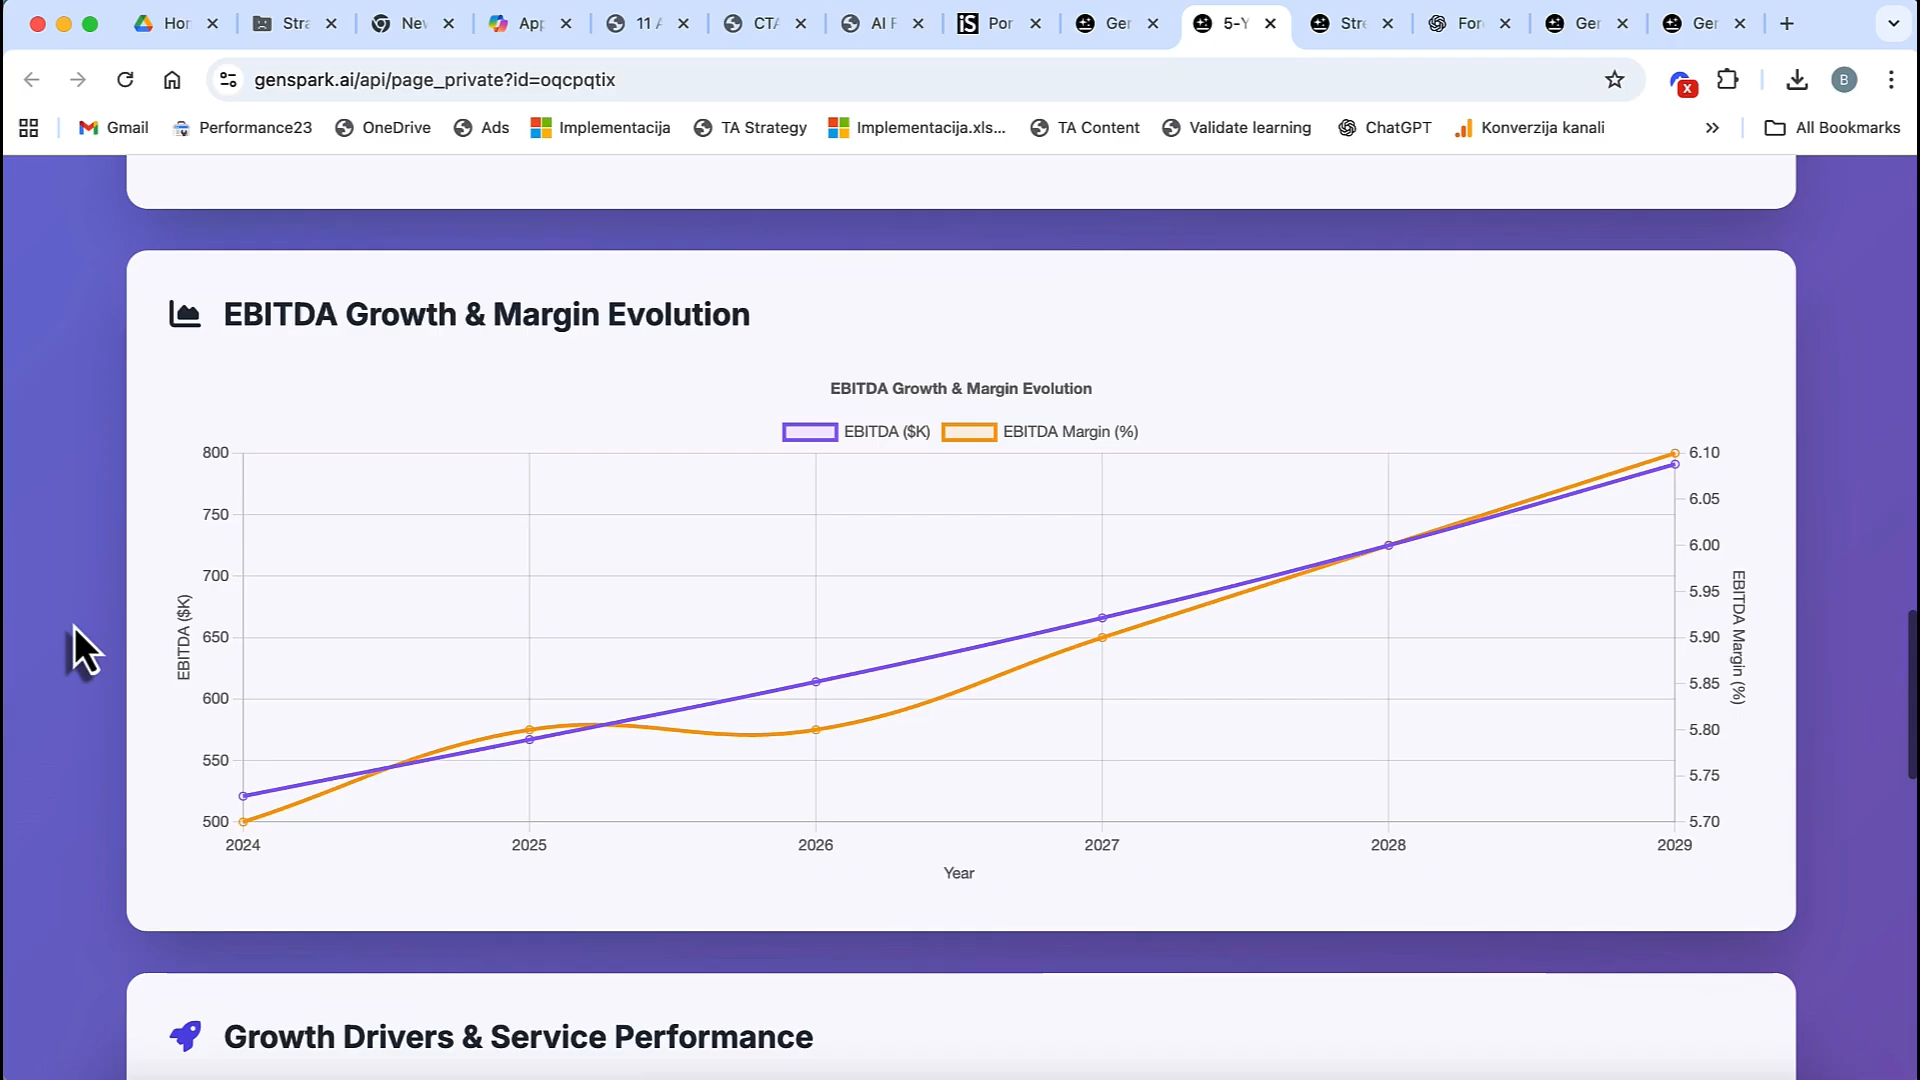 Hor
Stra
Nev
App
11 A
CTA
AI F
Por
Ger
5-Y
Stre
For
Ger
Ger
genspark.ai/api/page_private?id=oqcpqtix
X
B
Gmail
Performance23
OneDrive
Ads
Implementacija
TA Strategy
Implementacija.xls...
TA Content
Validate learning
ChatGPT
Konverzija kanali
All Bookmarks
EBITDA Growth & Margin Evolution
EBITDA Growth & Margin Evolution
EBITDA ($K)
EBITDA Margin (%)
800
750
700
650
600
550
500
EBITDA ($K)
6.10
6.05
6.00
5.95
5.90
5.85
5.80
5.75
5.70
EBITDA Margin (%)
2024
2025
2026
2027
2028
2029
Year
Growth Drivers & Service Performance